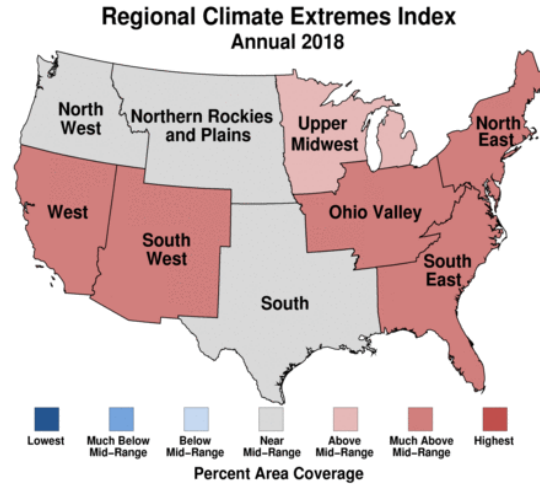 Regional Climate Extremes Index
Annual 2018
North
West
Northern Rockies
and Plains
Upper
Midwest
North
East
West
South
West
Ohio Valley
South
East
South
Lowest
Much Below
Mid-Range
Below
Mid-Range
Near
Mid-Range
Above
Mid-Range
Much Above
Mid-Range
Highest
Percent Area Coverage